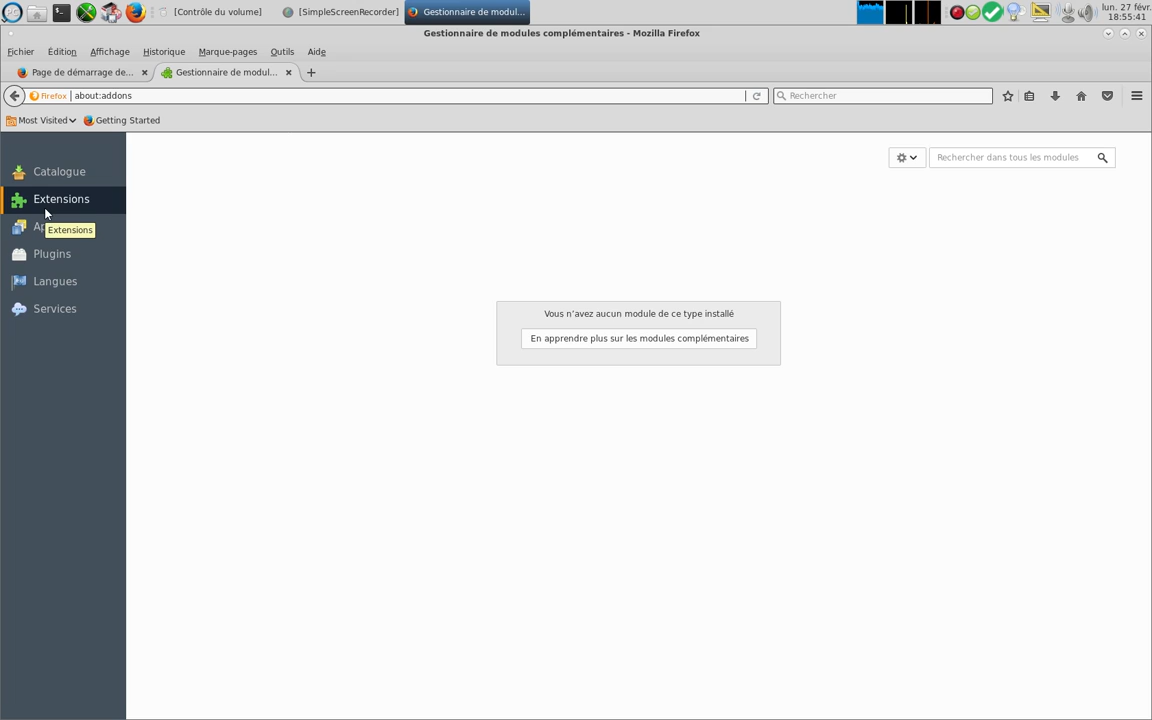 [Contrôle du volume]
[SimpleScreenRecorder]
Gestionnaire de modul...
lun. 27 févr.
18:55:41
Gestionnaire de modules complémentaires - Mozilla Firefox
Fichier Édition Affichage Historique Marque-pages Outils Aide
Page de démarrage de...
Gestionnaire de modul...
Firefox about:addons
Rechercher
Most Visited
Getting Started
Catalogue
Rechercher dans tous les modules
Extensions
Extensions
Plugins
Langues
Services
Vous n'avez aucun module de ce type installé
En apprendre plus sur les modules complémentaires